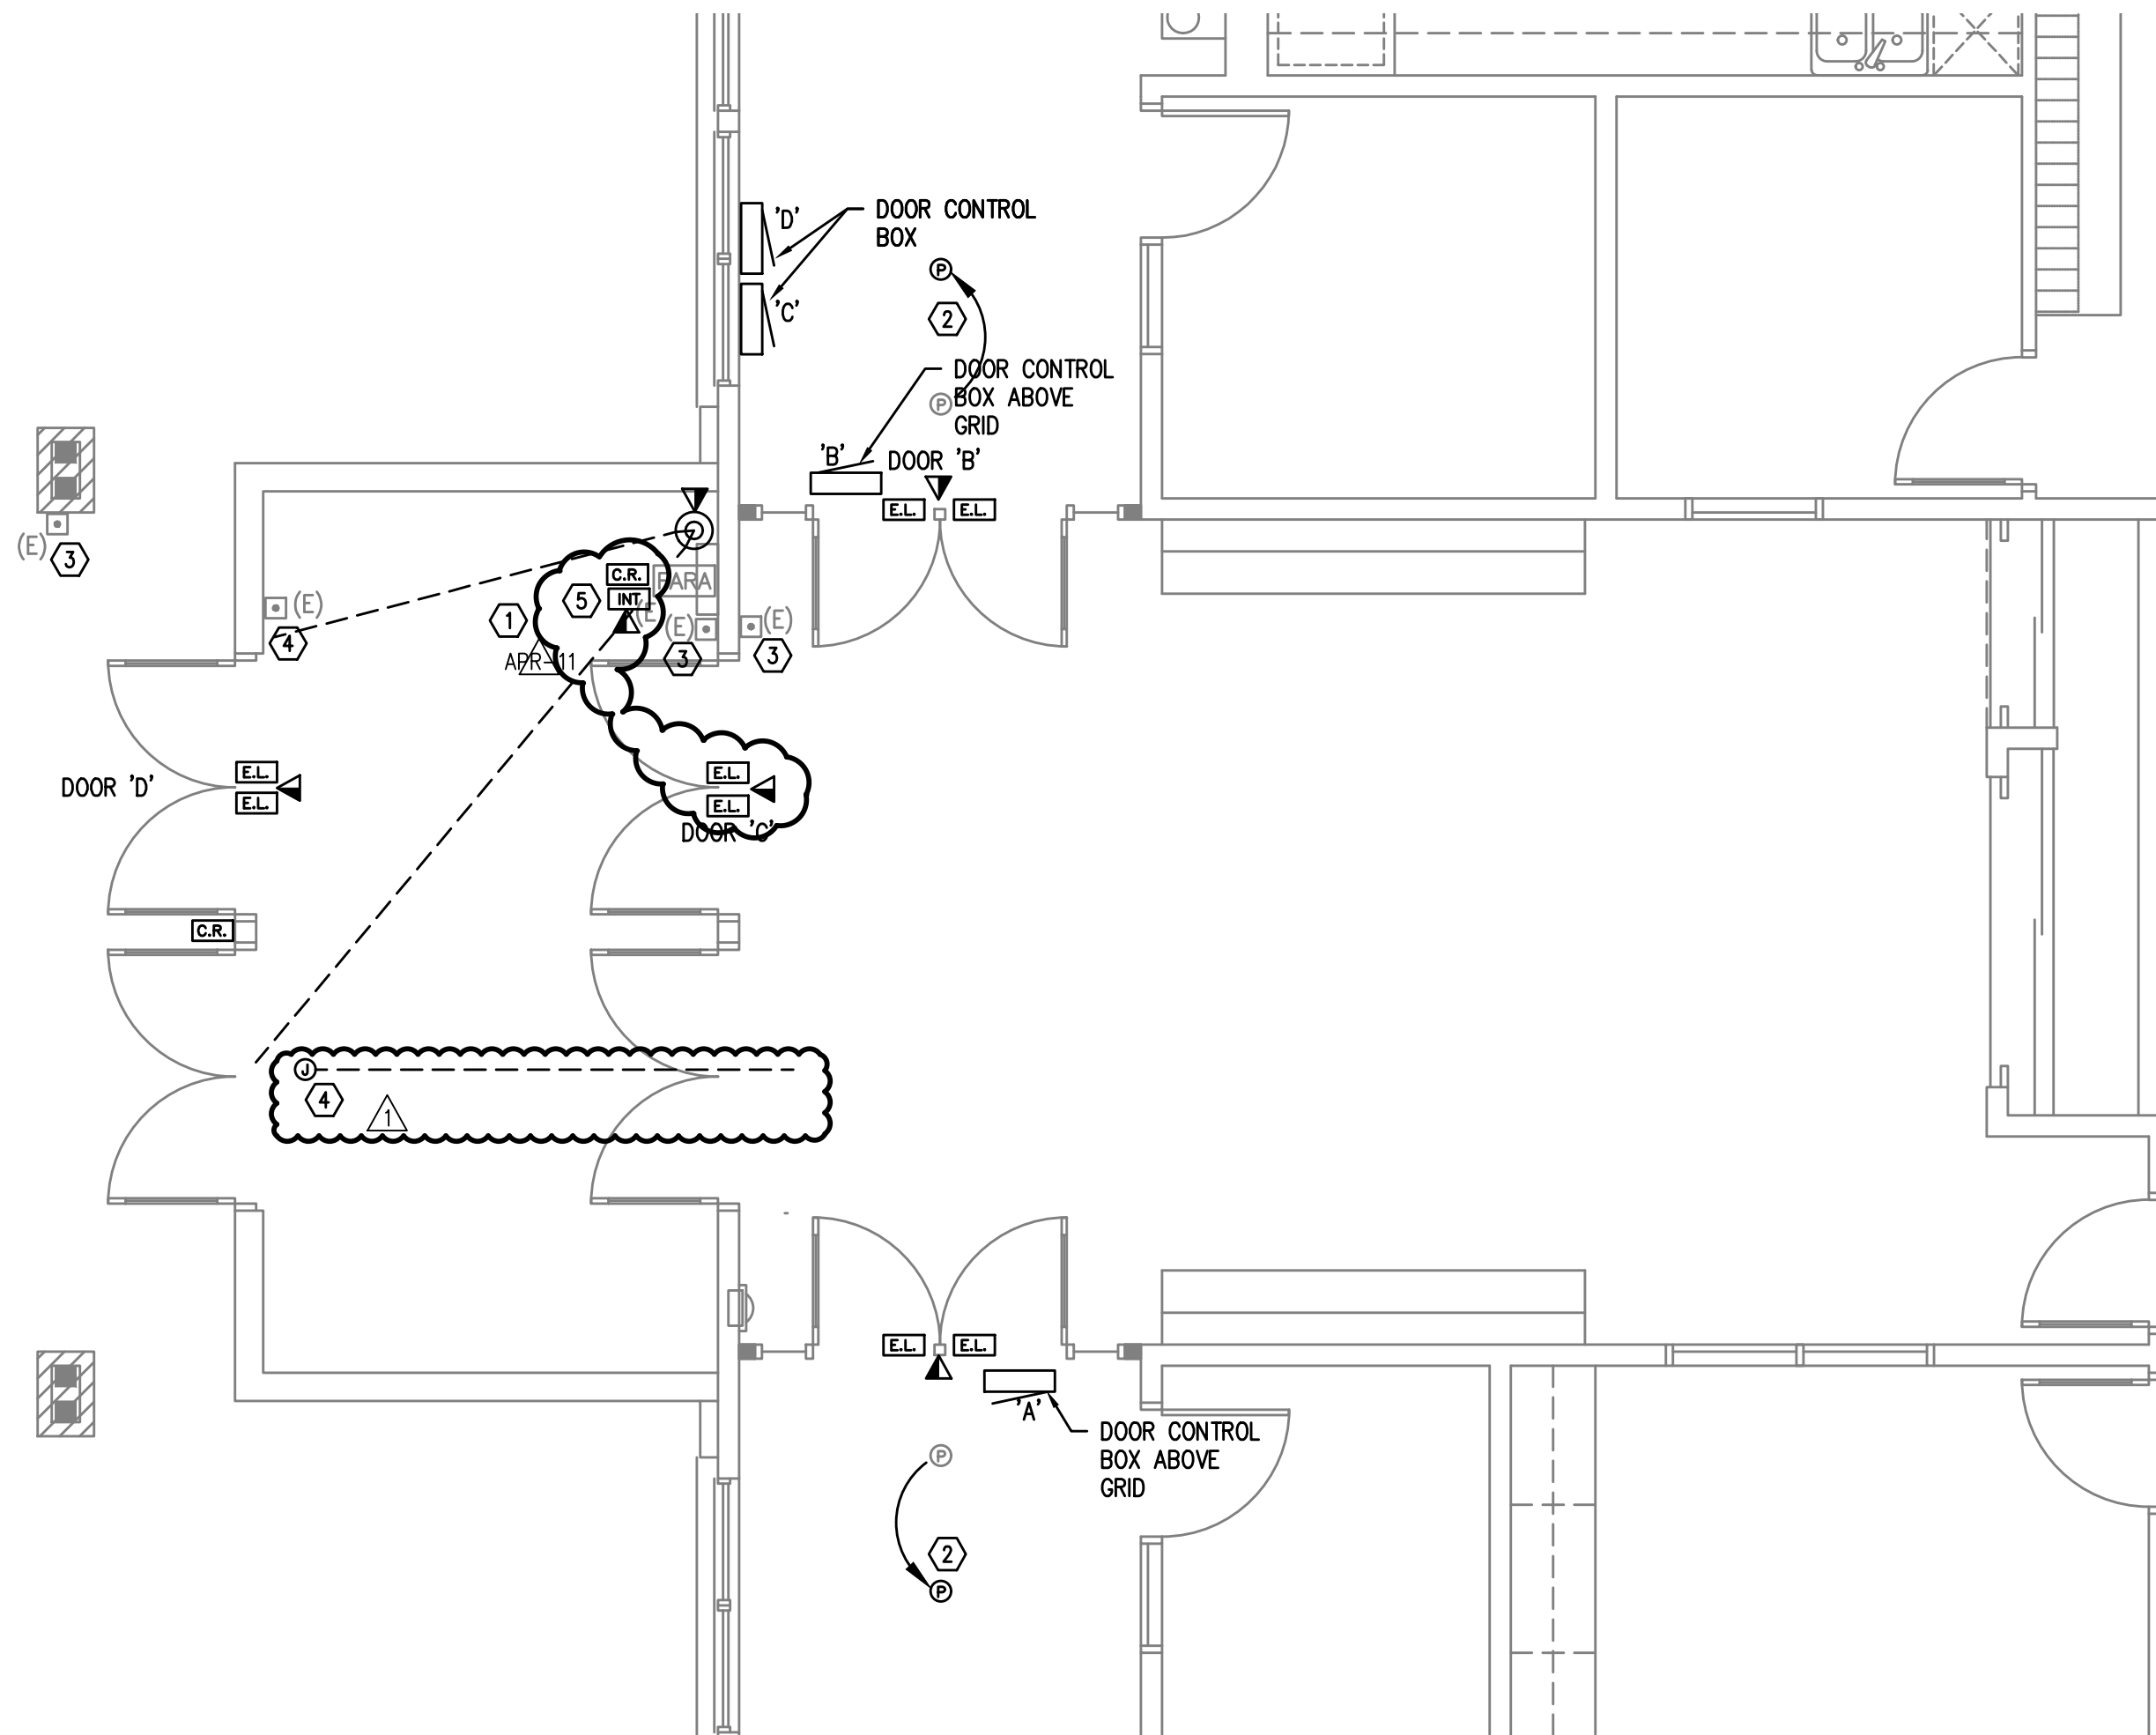 'D'
DOOR CONTROL
BOX
'C'
P
2
DOOR CONTROL
BOX ABOVE
GRID
P
'B'
DOOR 'B'
E.L.
E.L.
(E)
3
C.R.
FARA
5
INT
(E
1
(E)
4
(E)
3
(E)
3
APR-11
DOOR 'D'
E.L.
E.L.
E.L.
E.L.
DOOR 'C'
C.R.
J
4
1
E.L.
E.L.
'A'
DOOR CONTROL
BOX ABOVE
GRID
P
2
P